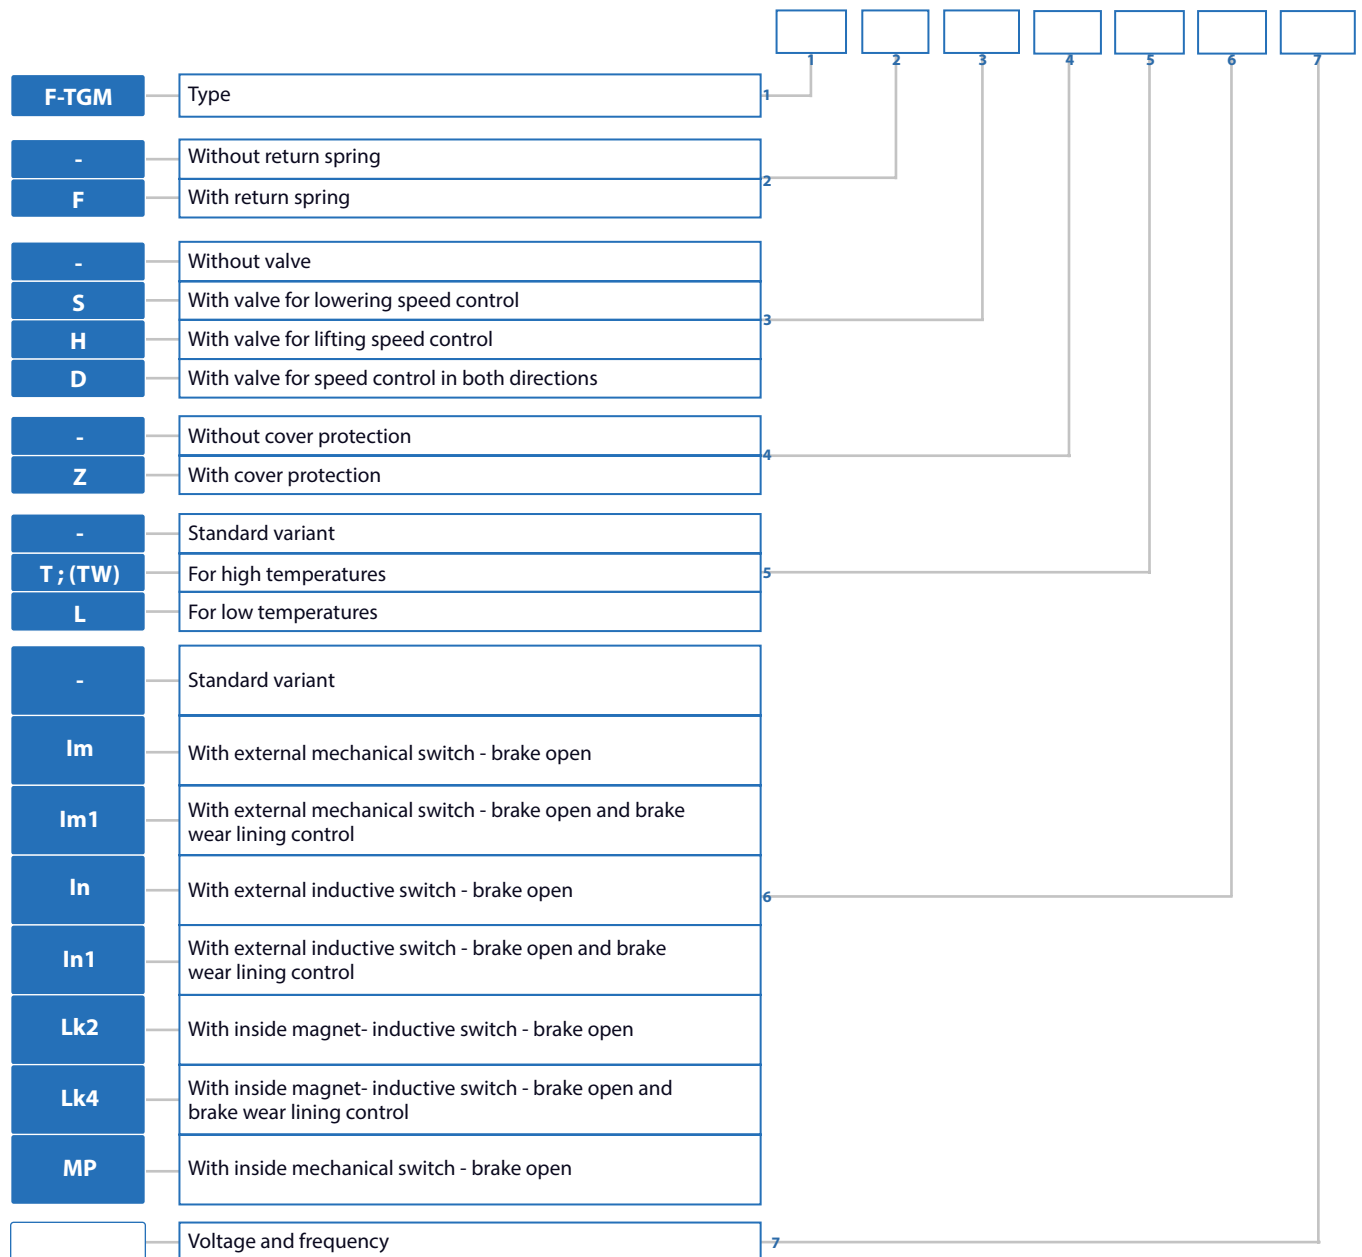 1 2 3 4 5 6 7
F-TGM Type 1
- Without return spring
2
F With return spring
- Without valve
S With valve for lowering speed control
3
H With valve for lifting speed control
D With valve for speed control in both directions
- Without cover protection
4
Z With cover protection
- Standard variant
T ; (TW) For high temperatures 5
L For low temperatures
- Standard variant
Im With external mechanical switch - brake open
Im1 With external mechanical switch - brake open and brake
wear lining control
In With external inductive switch - brake open 6
In1 With external inductive switch - brake open and brake
wear lining control
Lk2 With inside magnet- inductive switch - brake open
Lk4 With inside magnet- inductive switch - brake open and
brake wear lining control
MP With inside mechanical switch - brake open
Voltage and frequency 7